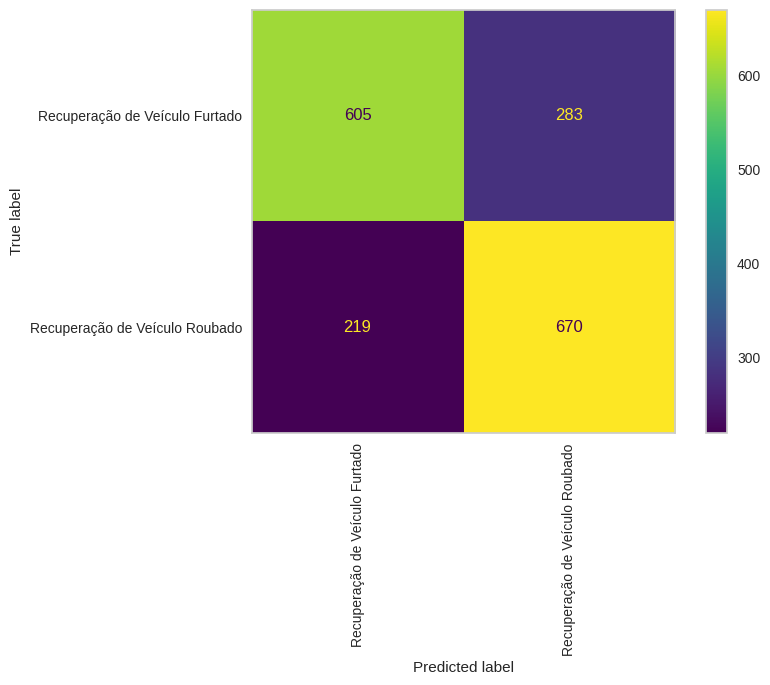 600
Recuperação de Veículo Furtado
605
283
500
True label
400
Recuperação de Veículo Roubado
219
670
300
Recuperação de Veículo Furtado
Recuperação de Veículo Roubado
Predicted label